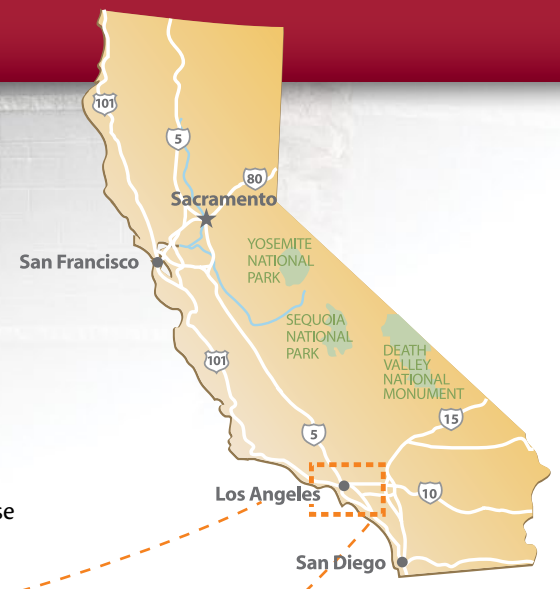 101
5
80
Sacramento
San Francisco
YOSEMITE
NATIONAL
PARK
SEQUOIA
NATIONAL
PARK
DEATH
VALLEY
NATIONAL
MONUMENT
101
15
5
Los Angeles
10
se
San Diego